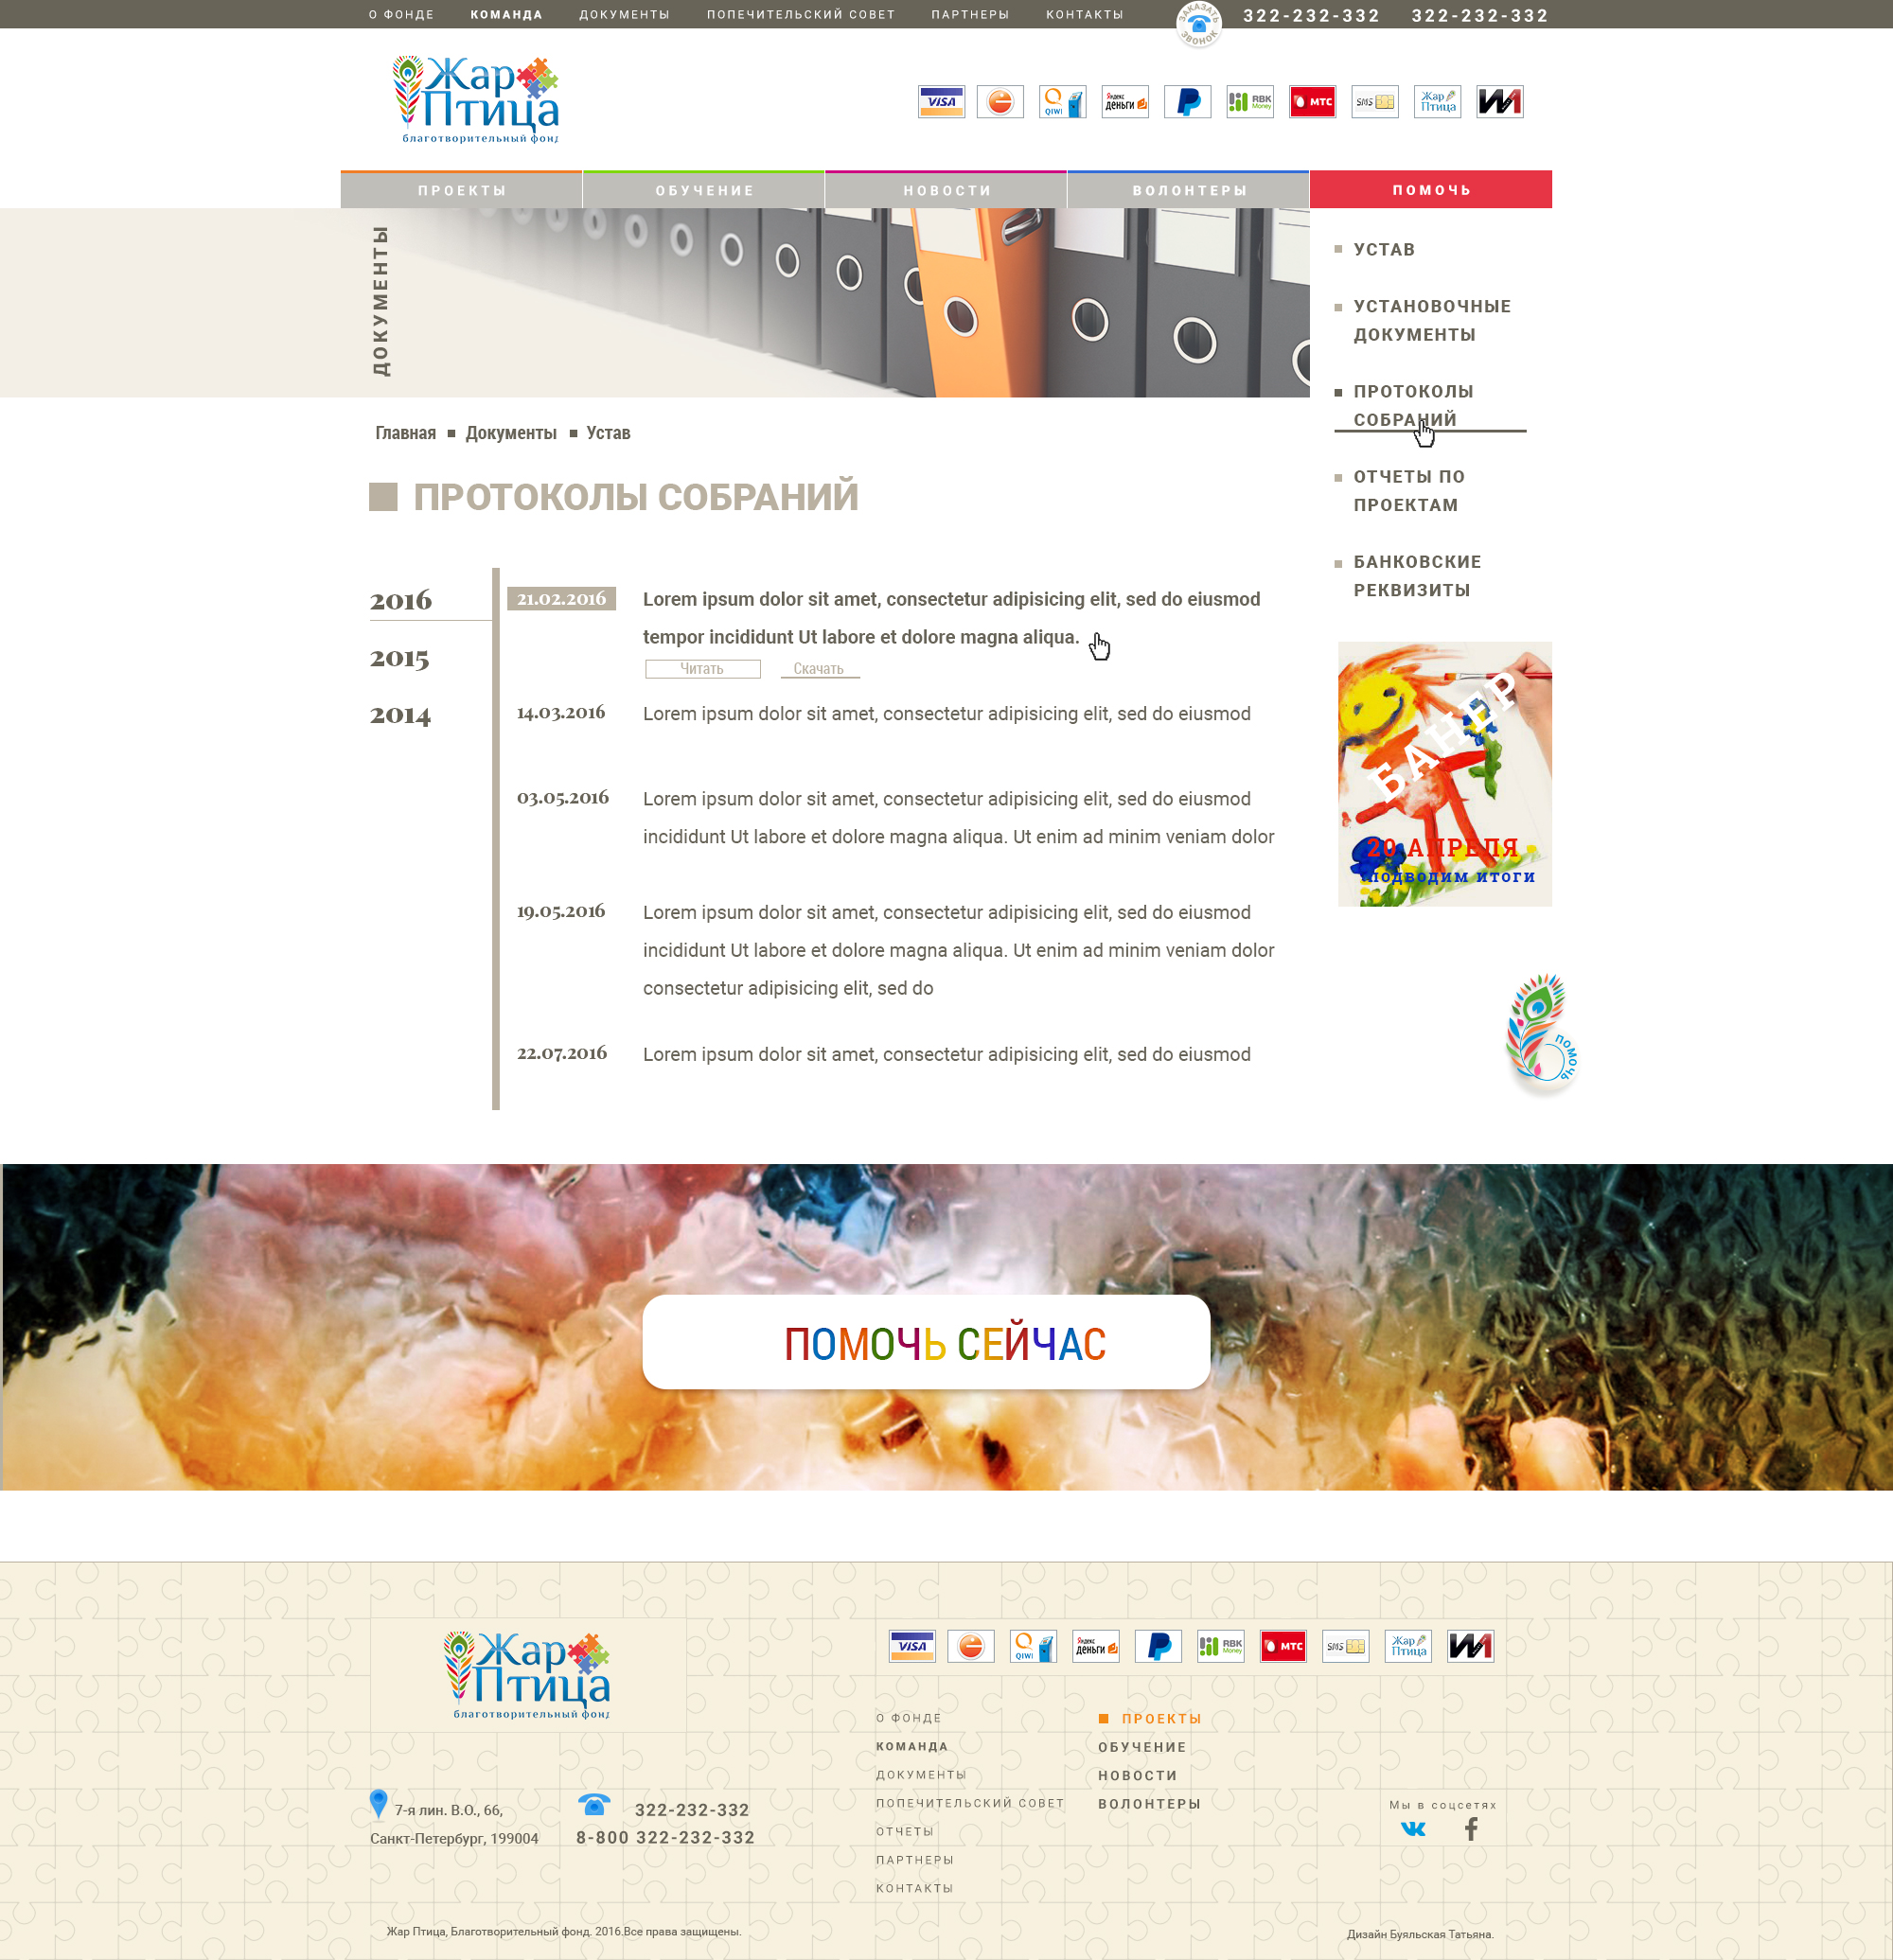 О ФОНДЕ КОМАНДА ДОКУМЕНТЫ ПОПЕЧИТЕЛЬСКИЙ СОВЕТ ПАРТНЕРЫ КОНТАКТЫ ЗАКАЗАТЬ ЗВОНОК 322-232-332 322-232-332
Жар
Птица
благотворительный фонд
VISA QIWI Яндекс деньги RBK Money МТС SMS Жар Птица
ПРОЕКТЫ ОБУЧЕНИЕ НОВОСТИ ВОЛОНТЕРЫ ПОМОЧЬ
ДОКУМЕНТЫ
УСТАВ
УСТАНОВОЧНЫЕ
ДОКУМЕНТЫ
ПРОТОКОЛЫ
СОБРАНИЙ
ОТЧЕТЫ ПО
ПРОЕКТАМ
БАНКОВСКИЕ
РЕКВИЗИТЫ
Главная Документы Устав
ПРОТОКОЛЫ СОБРАНИЙ
2016
2015
2014
21.02.2016 Lorem ipsum dolor sit amet, consectetur adipisicing elit, sed do eiusmod
tempor incididunt Ut labore et dolore magna aliqua.
Читать Скачать
14.03.2016 Lorem ipsum dolor sit amet, consectetur adipisicing elit, sed do eiusmod
03.05.2016 Lorem ipsum dolor sit amet, consectetur adipisicing elit, sed do eiusmod
incididunt Ut labore et dolore magna aliqua. Ut enim ad minim veniam dolor
19.05.2016 Lorem ipsum dolor sit amet, consectetur adipisicing elit, sed do eiusmod
incididunt Ut labore et dolore magna aliqua. Ut enim ad minim veniam dolor
consectetur adipisicing elit, sed do
22.07.2016 Lorem ipsum dolor sit amet, consectetur adipisicing elit, sed do eiusmod
БАНЕР
20 АПРЕЛЯ
подводим итоги
ПОМОЧЬ
ПОМОЧЬ СЕЙЧАС
Жар
Птица
благотворительный фонд
VISA QIWI Яндекс деньги RBK Money МТС SMS Жар Птица
О ФОНДЕ
КОМАНДА
ДОКУМЕНТЫ
ПОПЕЧИТЕЛЬСКИЙ СОВЕТ
ОТЧЕТЫ
ПАРТНЕРЫ
КОНТАКТЫ
ПРОЕКТЫ
ОБУЧЕНИЕ
НОВОСТИ
ВОЛОНТЕРЫ
7-я лин. В.О., 66,
Санкт-Петербург, 199004
322-232-332
8-800 322-232-332
Мы в соцсетях
Жар Птица, Благотворительный фонд. 2016.Все права защищены.
Дизайн Буяльская Татьяна.